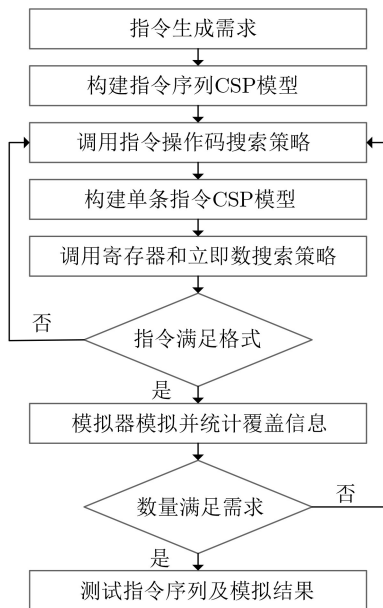 指令生成需求
构建指令序列CSP模型
调用指令操作码搜索策略
构建单条指令CSP模型
调用寄存器和立即数搜索策略
否
指令满足格式
是
模拟器模拟并统计覆盖信息
数量满足需求
否
是
测试指令序列及模拟结果